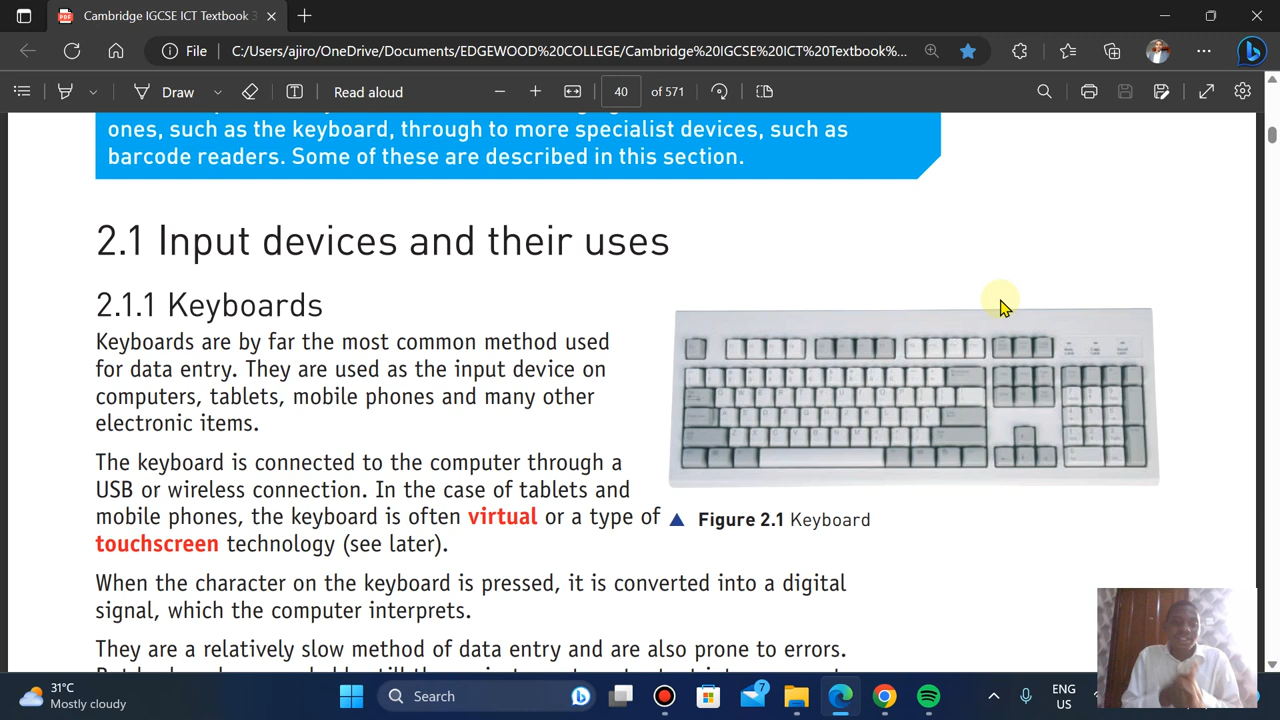 Cambridge IGCSE ICT Textbook 3
File
C:/Users/ajiro/OneDrive/Documents/EDGEWOOD%20COLLEGE/Cambridge%20IGCSE%20ICT%20Textbook%...
Draw
Read aloud
40 of 571
ones, such as the keyboard, through to more specialist devices, such as
barcode readers. Some of these are described in this section.
2.1 Input devices and their uses
2.1.1 Keyboards
Keyboards are by far the most common method used
for data entry. They are used as the input device on
computers, tablets, mobile phones and many other
electronic items.
The keyboard is connected to the computer through a
USB or wireless connection. In the case of tablets and
mobile phones, the keyboard is often virtual or a type of
touchscreen technology (see later).
Figure 2.1 Keyboard
When the character on the keyboard is pressed, it is converted into a digital
signal, which the computer interprets.
They are a relatively slow method of data entry and are also prone to errors.
31°C
Mostly cloudy
Search
7
ENG
US